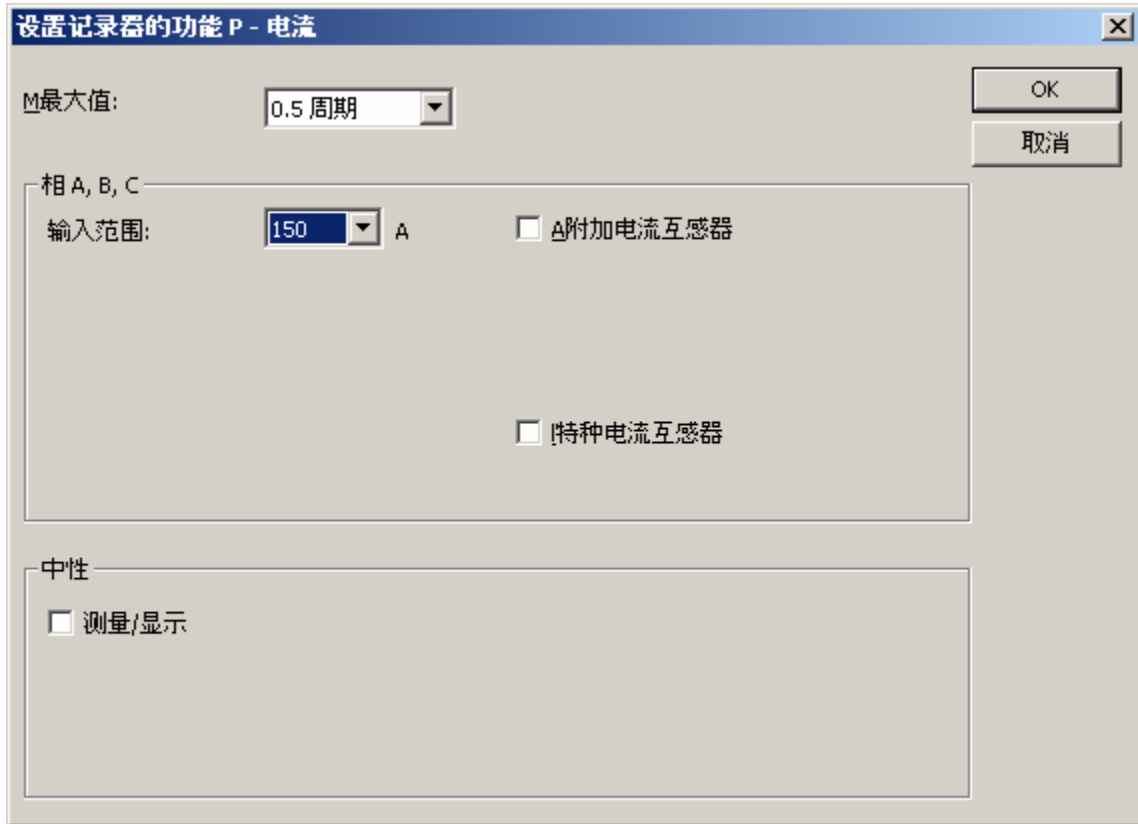 设置记录器的功能 P - 电流
M最大值:
0.5 周期
OK
取消
相 A, B, C
输入范围:
150
A
A附加电流互感器
I特种电流互感器
中性
测量/显示